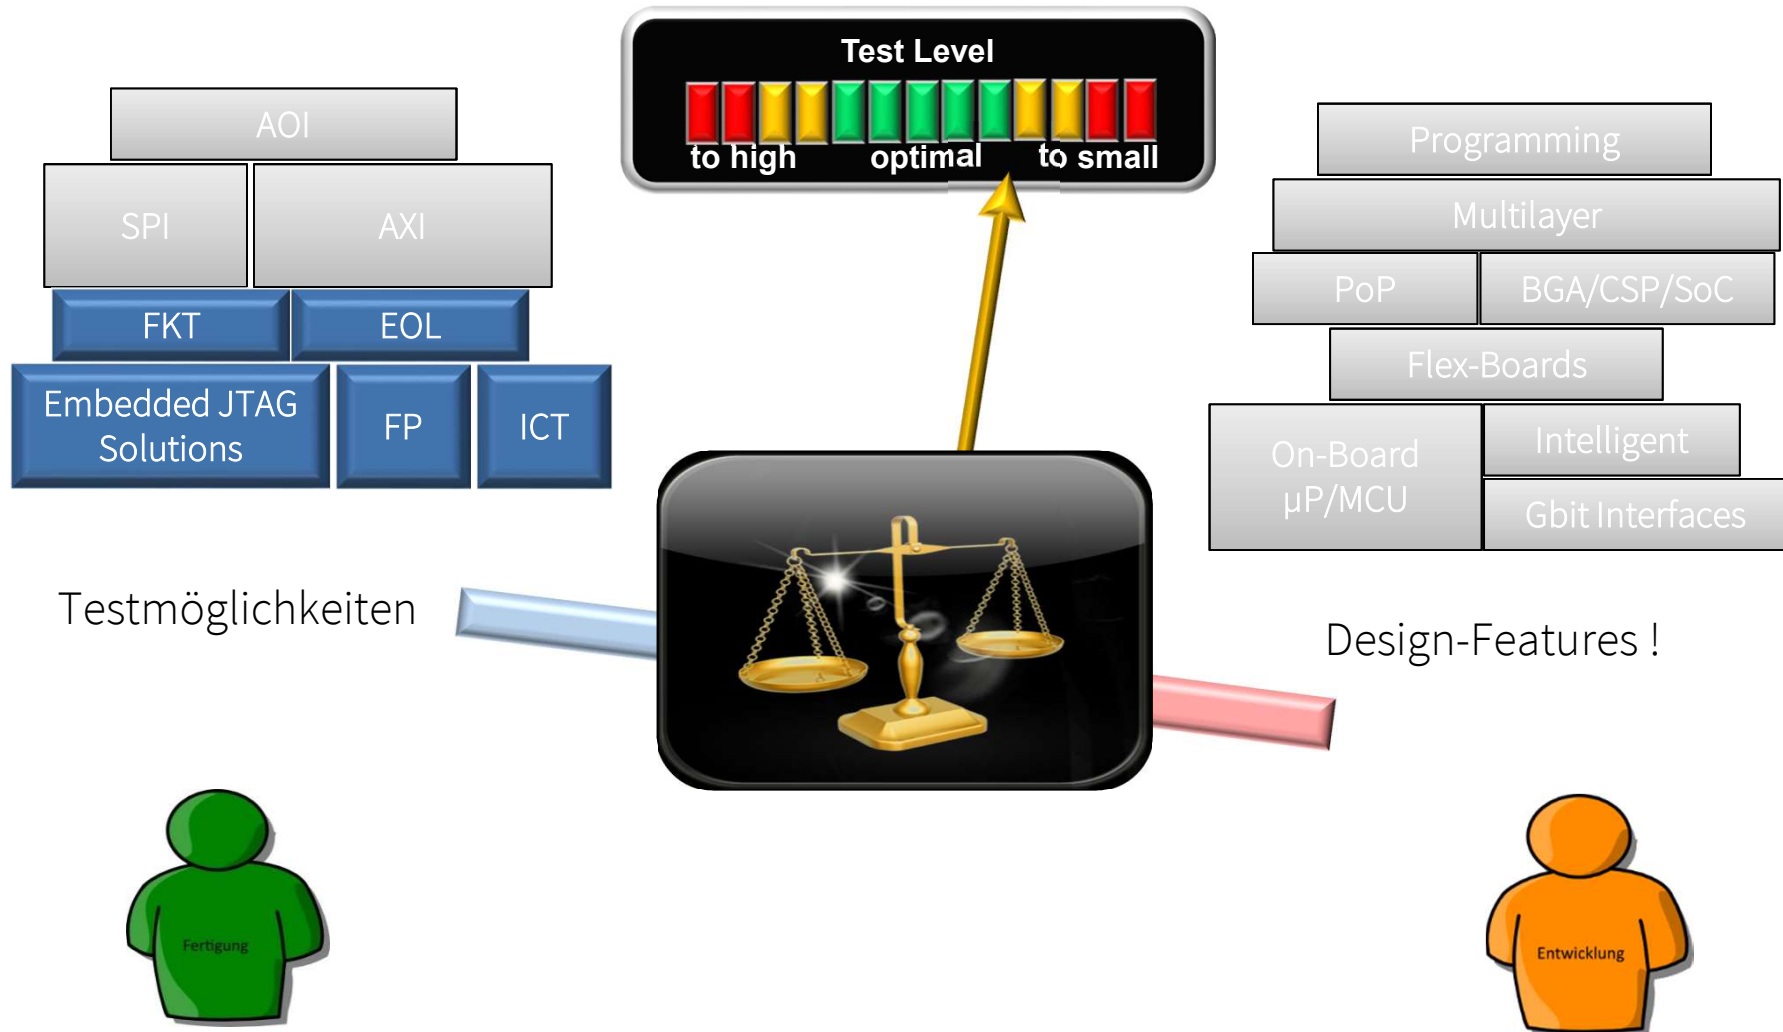 Test Level
to high optimal to small
AOI
SPI AXI
FKT EOL
Embedded JTAG
Solutions
FP
ICT
Testmöglichkeiten
Programming
Multilayer
PoP BGA/CSP/SoC
Flex-Boards
On-Board
µP/MCU
Intelligent
Gbit Interfaces
Design-Features !
Fertigung
Entwicklung